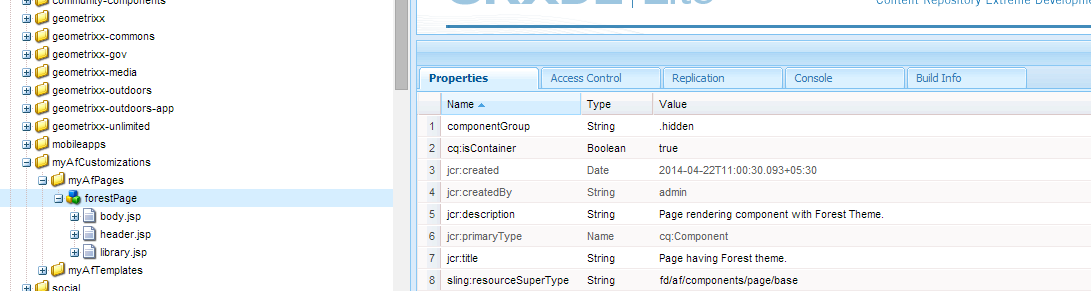 community-components
geometrixx
geometrixx-commons
geometrixx-gov
geometrixx-media
geometrixx-outdoors
geometrixx-outdoors-app
geometrixx-unlimited
mobileapps
myAfCustomizations
myAfPages
forestPage
body.jsp
header.jsp
library.jsp
myAfTemplates
social
CRXDE | Lite
Content Repository Extreme Developme
Properties Access Control Replication Console Build Info
Name Type Value
1 componentGroup String .hidden
2 cq:isContainer Boolean true
3 jcr:created Date 2014-04-22T11:00:30.093+05:30
4 jcr:createdBy String admin
5 jcr:description String Page rendering component with Forest Theme.
6 jcr:primaryType Name cq:Component
7 jcr:title String Page having Forest theme.
8 sling:resourceSuperType String fd/af/components/page/base